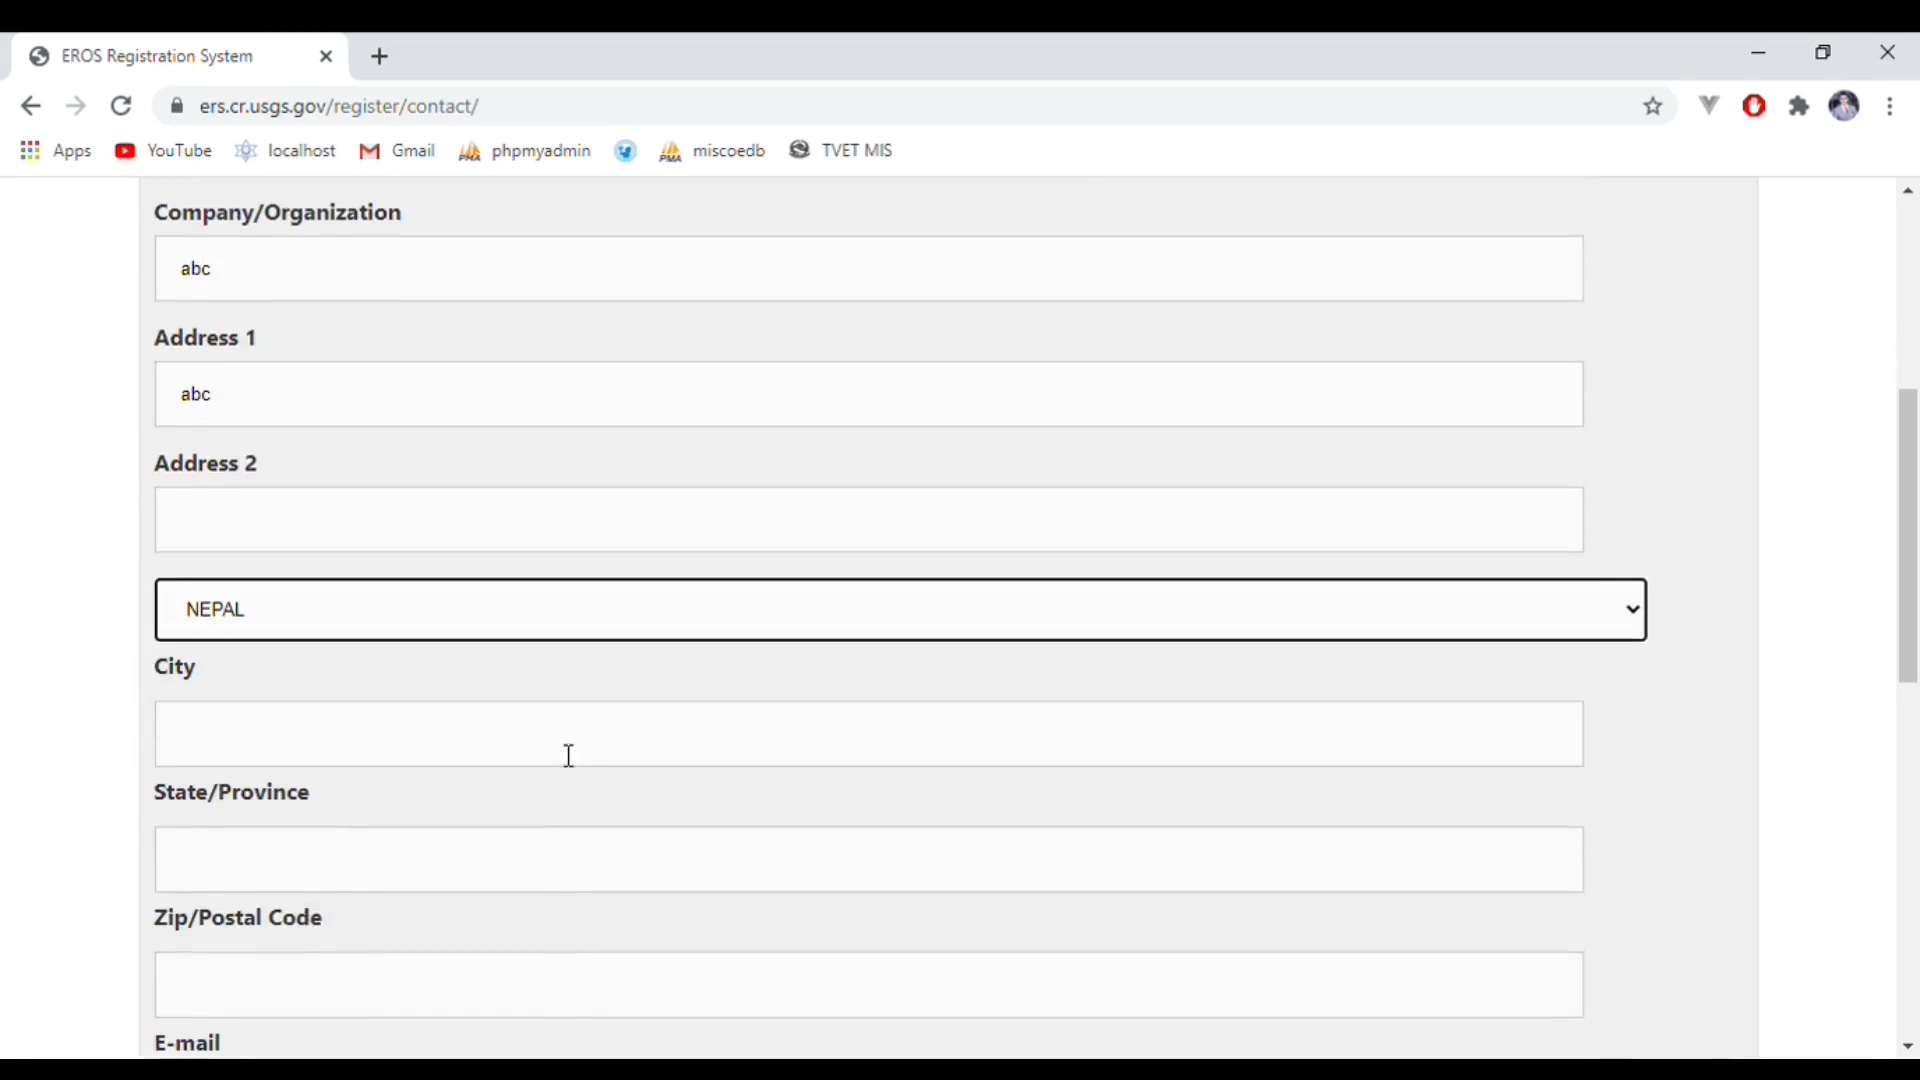 EROS Registration System
ers.cr.usgs.gov/register/contact/
Apps YouTube localhost Gmail phpmyadmin miscoedb TVET MIS
Company/Organization
abc
Address 1
abc
Address 2
NEPAL
City
State/Province
Zip/Postal Code
E-mail